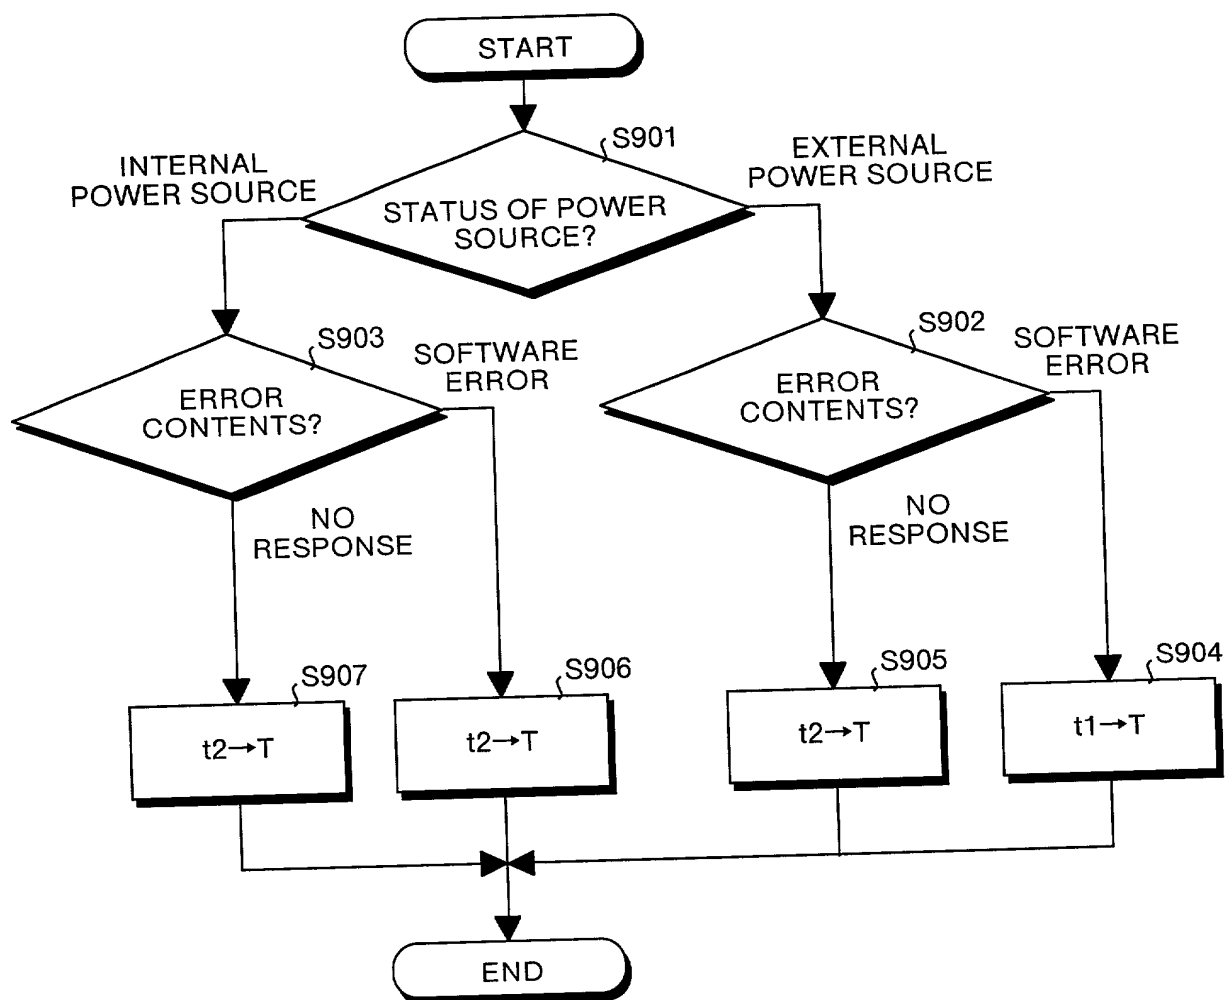 START
S901
INTERNAL
POWER SOURCE
EXTERNAL
POWER SOURCE
STATUS OF POWER
SOURCE?
S903
SOFTWARE
ERROR
S902
SOFTWARE
ERROR
ERROR
CONTENTS?
ERROR
CONTENTS?
NO
RESPONSE
NO
RESPONSE
S907
S906
S905
S904
t2→T
t2→T
t2→T
t1→T
END